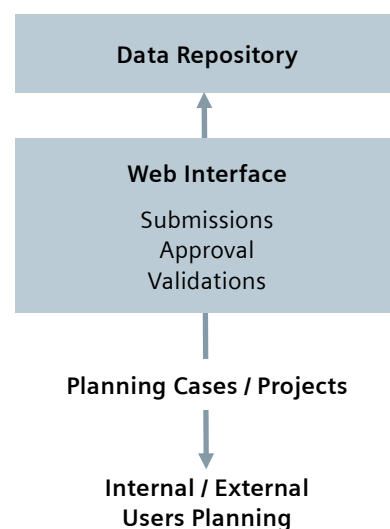 Data Repository
Web Interface
Submissions
Approval
Validations
Planning Cases / Projects
Internal / External
Users Planning